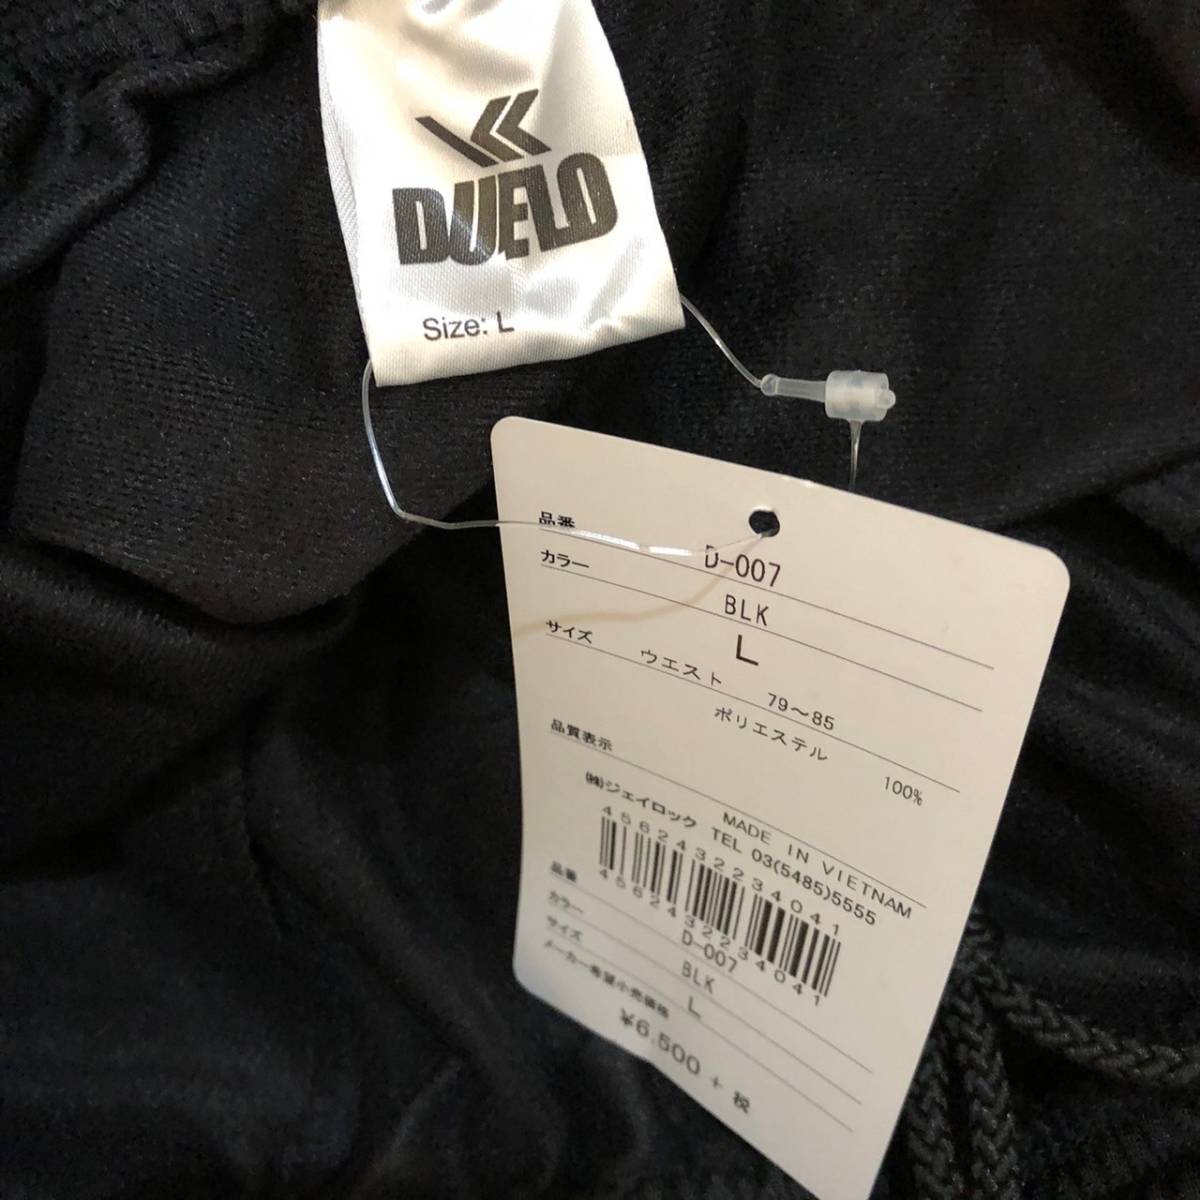 DUELO
Size: L
品番 D-007
カラー BLK
サイズ L
ウエスト 79〜85
ポリエステル 100%
品質表示
MADE IN VIETNAM
㈱ジェイロック TEL 03(5485)5555
4562432234041
4562432234041
品番 D-007
カラー BLK
サイズ L
メーカー希望小売価格
¥6,500 + 税